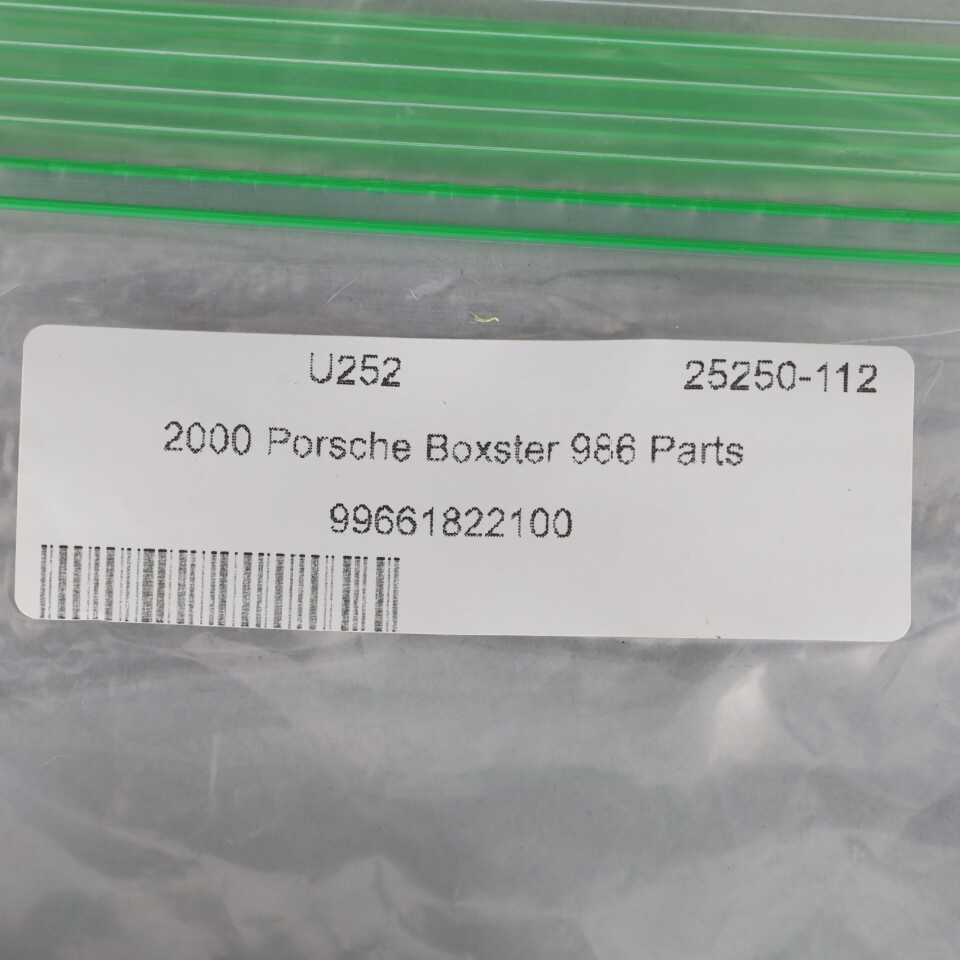 U252 25250-112
2000 Porsche Boxster 986 Parts
99661822100